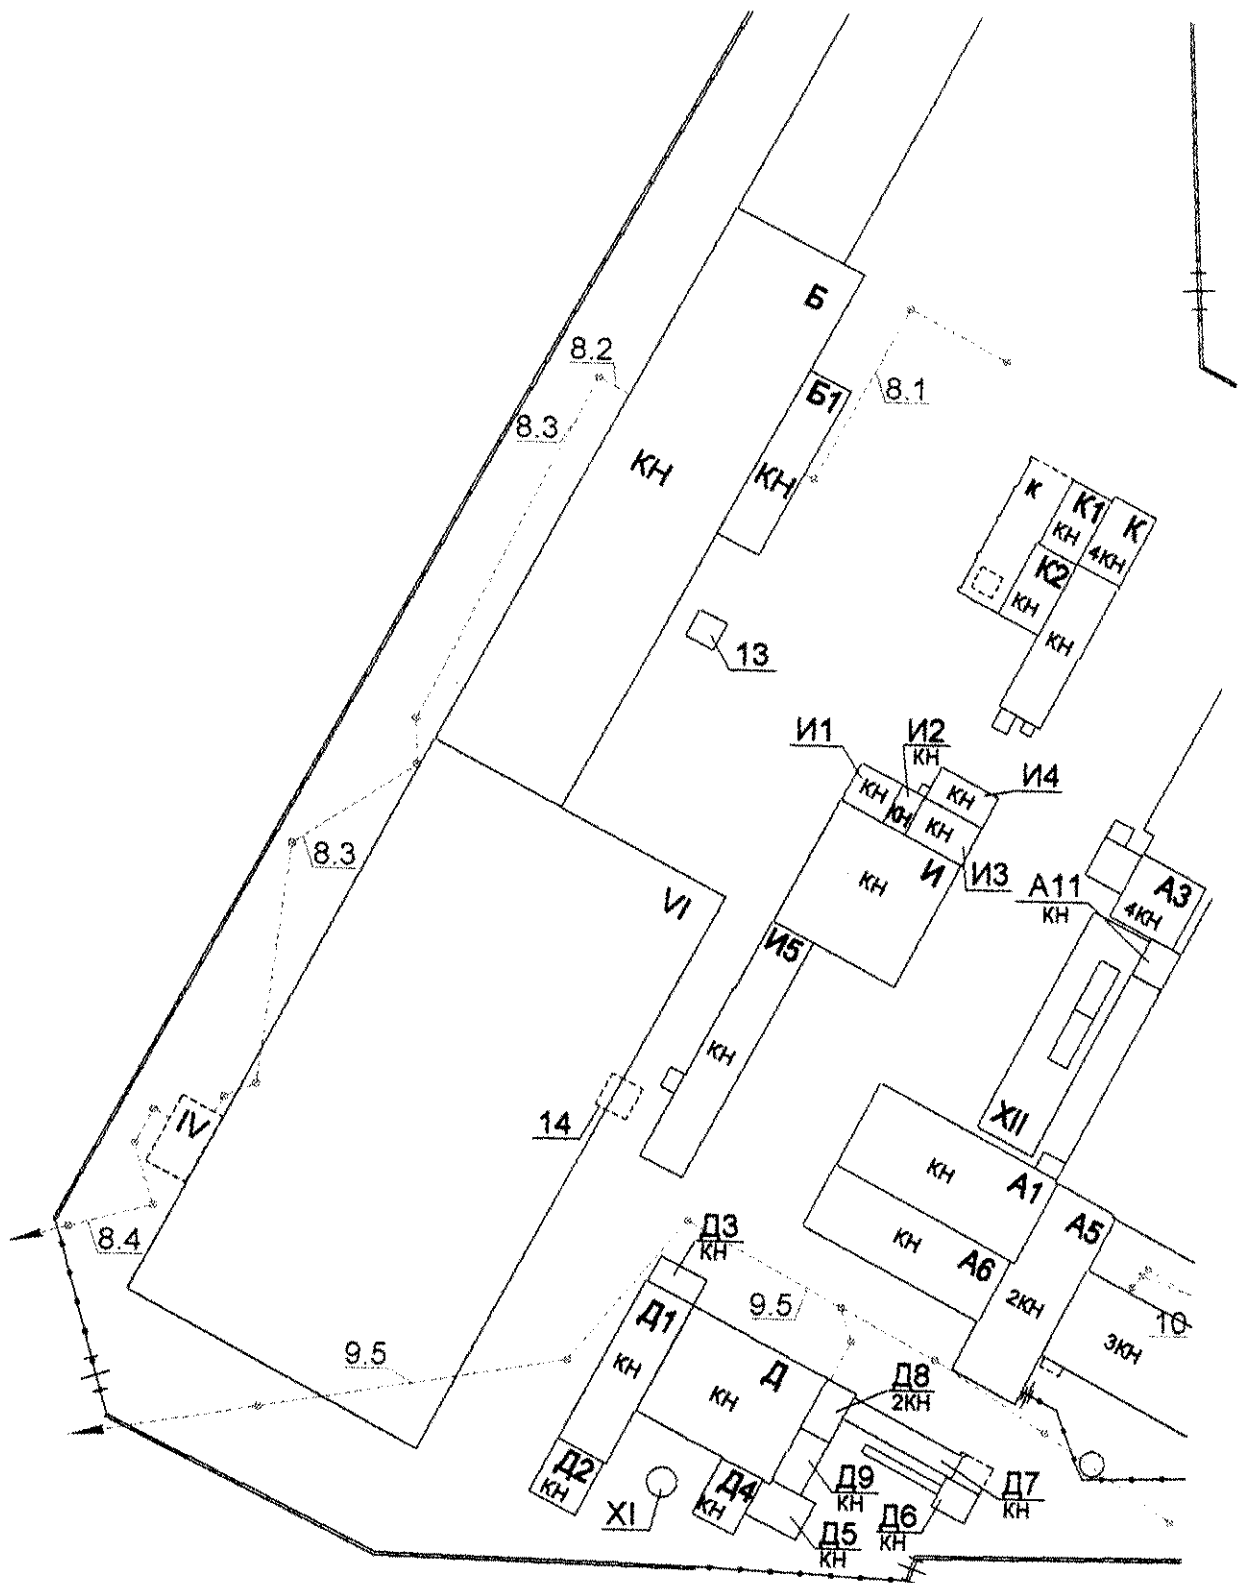 Б
8.2
Б1
8.1
8.3
КН
КН
к
К1
КН
К
4КН
К2
КН
КН
13
И1
И2
КН
И4
КН
КН
КН
КН
И3
8.3
VI
КН
И
А11
КН
А3
4КН
И5
КН
IV
14
XII
КН
А1
А5
8.4
Д3
КН
КН
А6
2КН
9.5
10
3КН
Д1
9.5
КН
Д
КН
Д8
2КН
Д2
КН
XI
Д4
КН
Д9
КН
Д7
КН
Д6
КН
Д5
КН